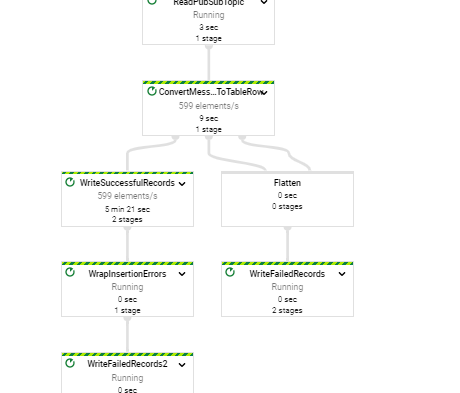 ReadPubSubTopic
Running
3 sec
1 stage
ConvertMess...ToTableRow
599 elements/s
9 sec
1 stage
WriteSuccessfulRecords
599 elements/s
5 min 21 sec
2 stages
Flatten
0 sec
0 stages
WrapInsertionErrors
Running
0 sec
1 stage
WriteFailedRecords
Running
0 sec
2 stages
WriteFailedRecords2
Running
0 sec